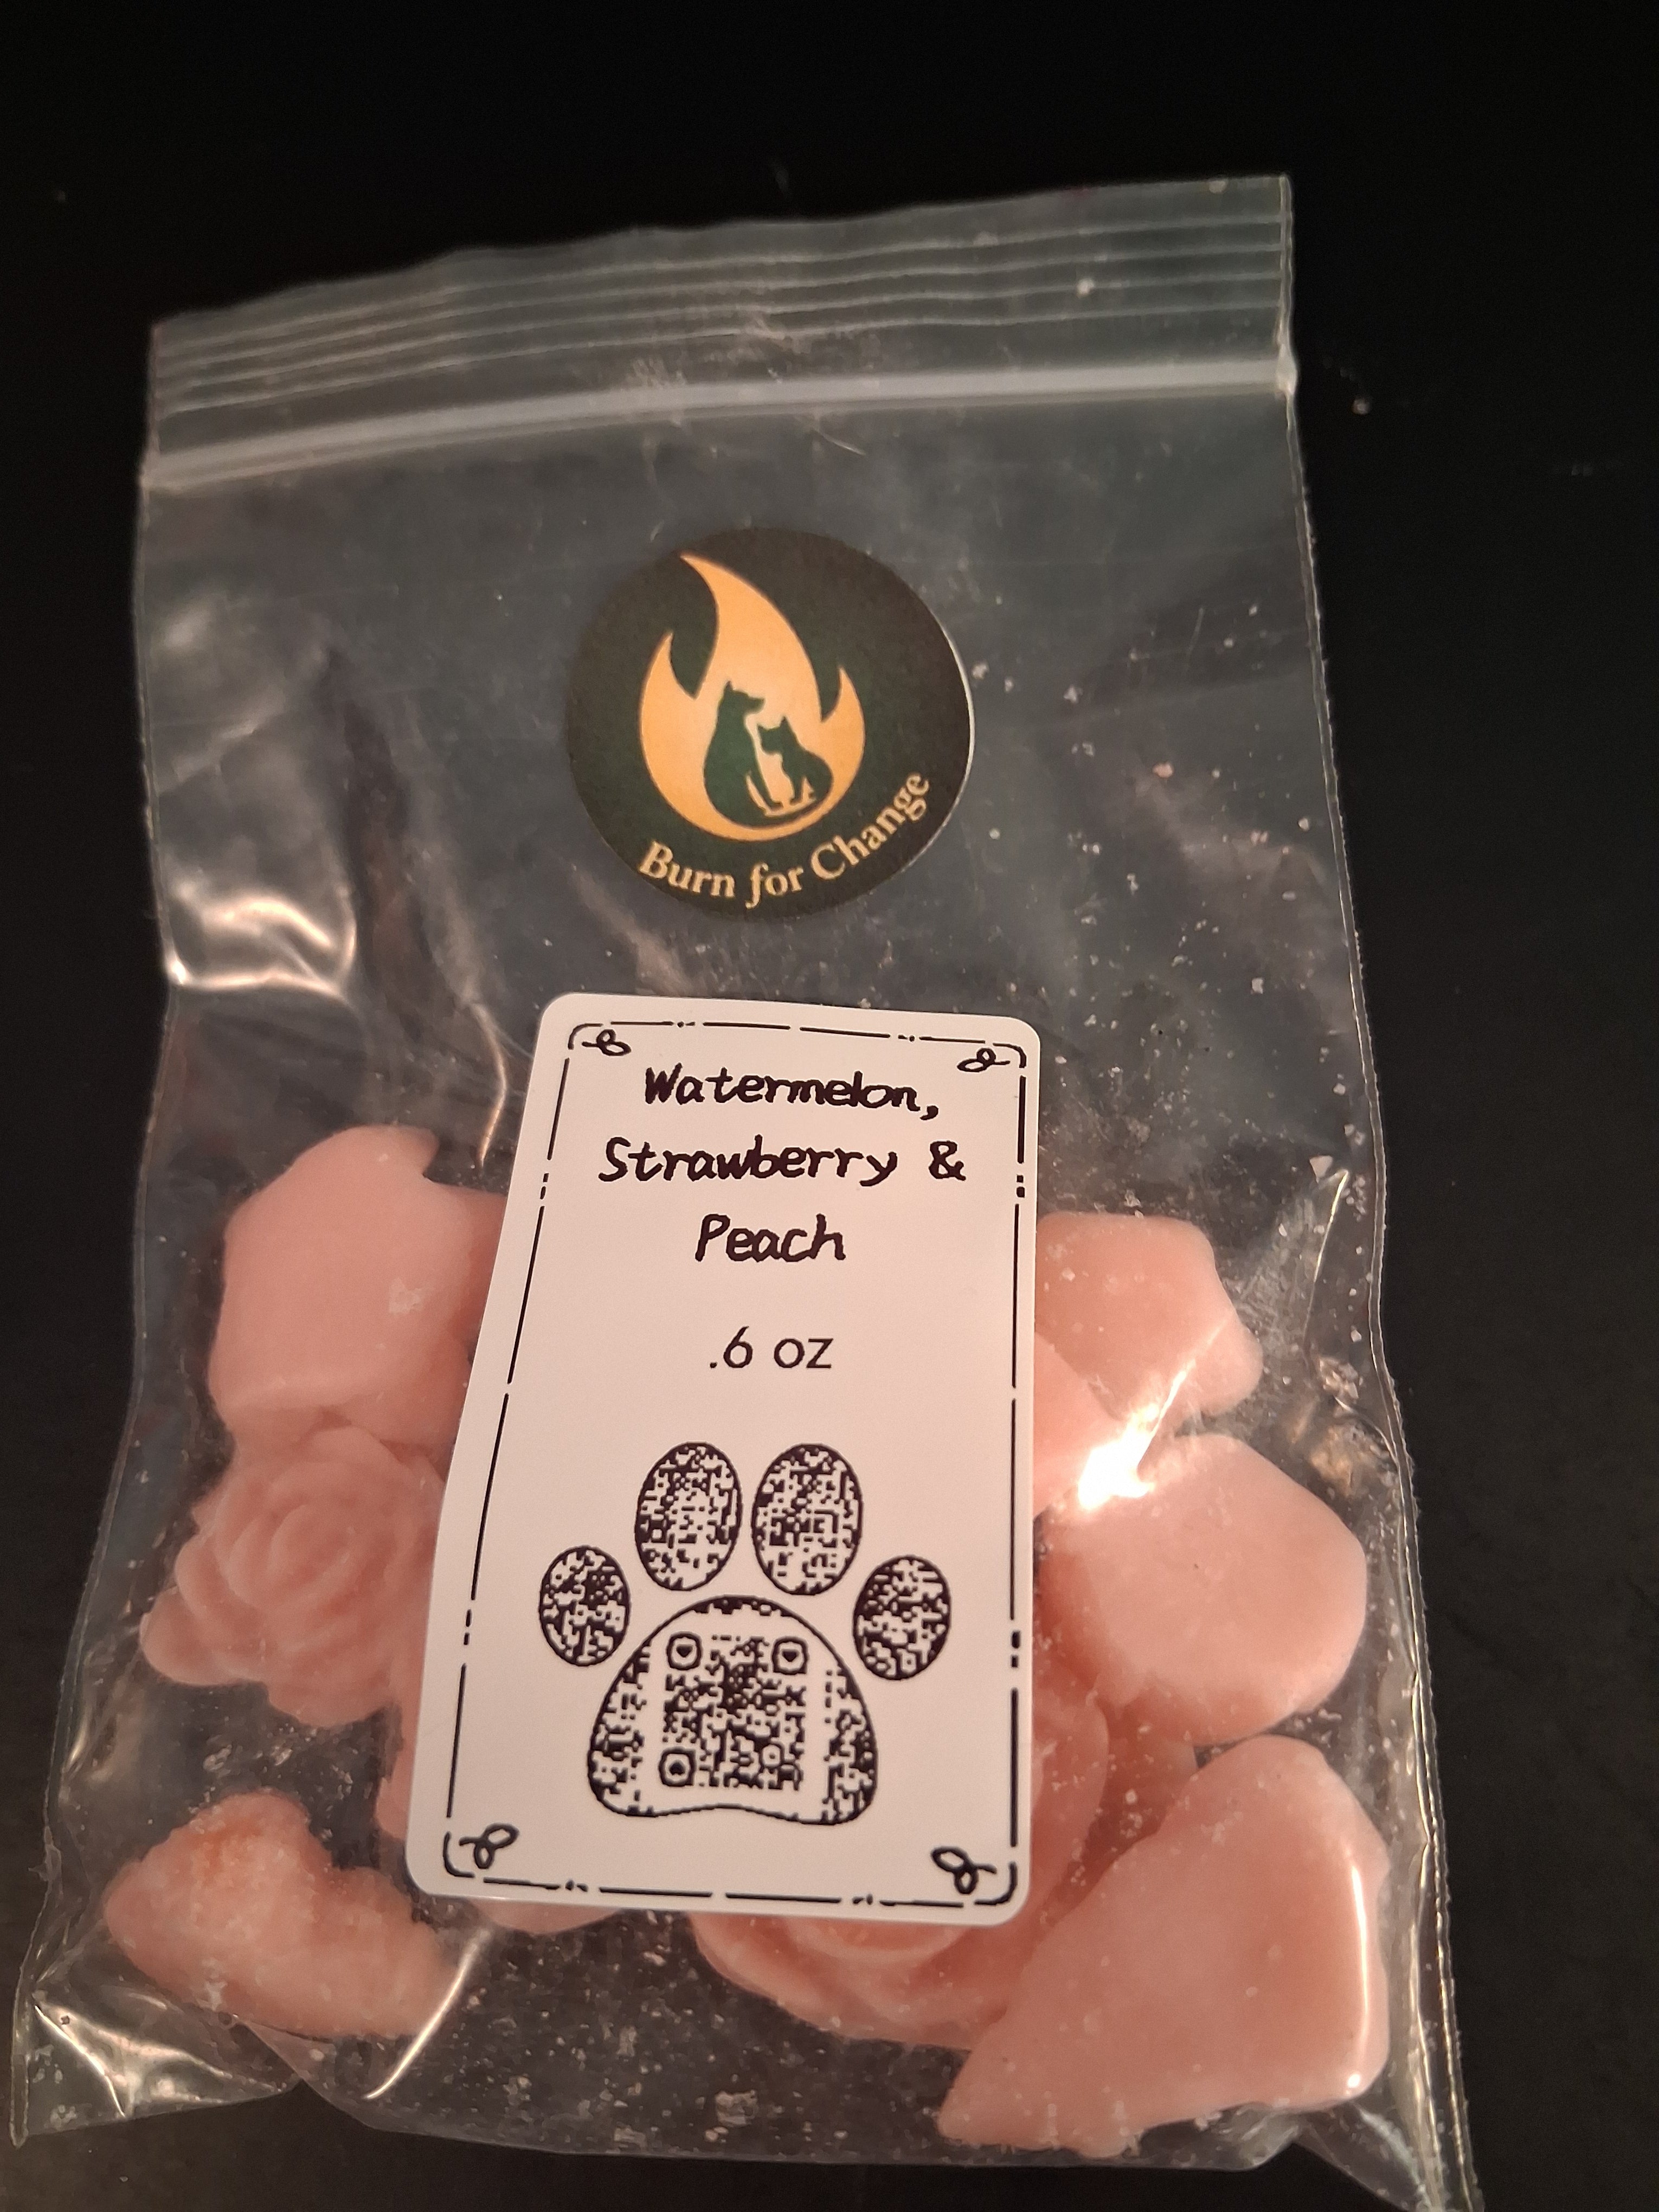 Burn for Change
Watermelon,
Strawberry &
Peach
.6 oz